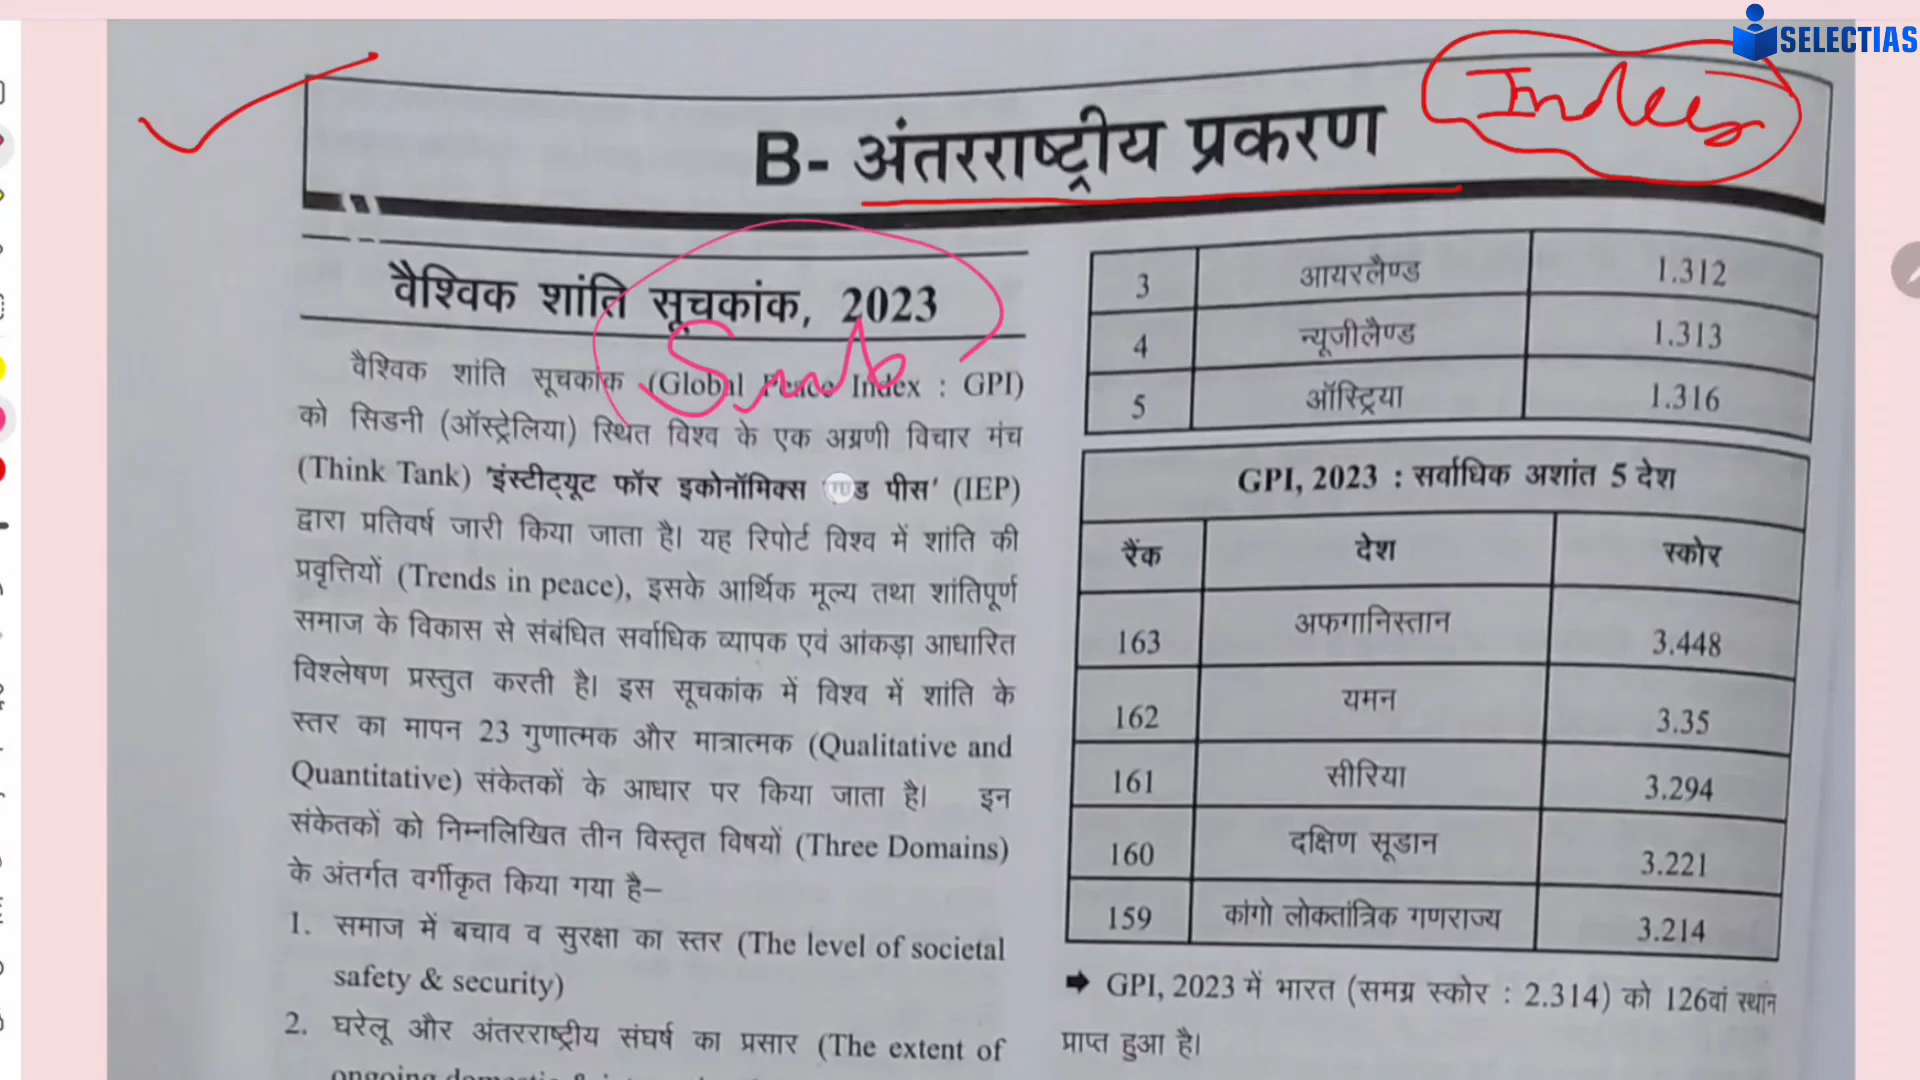 SELECTIAS
B- अंतरराष्ट्रीय प्रकरण
वैश्विक शांति सूचकांक, 2023
वैश्विक शांति सूचकांक (Global Peace Index : GPI)
को सिडनी (ऑस्ट्रेलिया) स्थित विश्व के एक अग्रणी विचार मंच
(Think Tank) 'इंस्टीट्यूट फॉर इकोनॉमिक्स पीस' (IEP)
द्वारा प्रतिवर्ष जारी किया जाता है। यह रिपोर्ट विश्व में शांति की
प्रवृत्तियों (Trends in peace), इसके आर्थिक मूल्य तथा शांतिपूर्ण
समाज के विकास से संबंधित सर्वाधिक व्यापक एवं आंकड़ा आधारित
विश्लेषण प्रस्तुत करती है। इस सूचकांक में विश्व में शांति के
स्तर का मापन 23 गुणात्मक और मात्रात्मक (Qualitative and
Quantitative) संकेतकों के आधार पर किया जाता है। इन
संकेतकों को निम्नलिखित तीन विस्तृत विषयों (Three Domains)
के अंतर्गत वर्गीकृत किया गया है–
1. समाज में बचाव व सुरक्षा का स्तर (The level of societal
safety & security)
2. घरेलू और अंतरराष्ट्रीय संघर्ष का प्रसार (The extent of
3 आयरलैण्ड 1.312
4 न्यूजीलैण्ड 1.313
5 ऑस्ट्रिया 1.316
GPI, 2023 : सर्वाधिक अशांत 5 देश
रैंक देश स्कोर
163 अफगानिस्तान 3.448
162 यमन 3.35
161 सीरिया 3.294
160 दक्षिण सूडान 3.221
159 कांगो लोकतांत्रिक गणराज्य 3.214
➡ GPI, 2023 में भारत (समग्र स्कोर : 2.314) को 126वां स्थान
प्राप्त हुआ है।